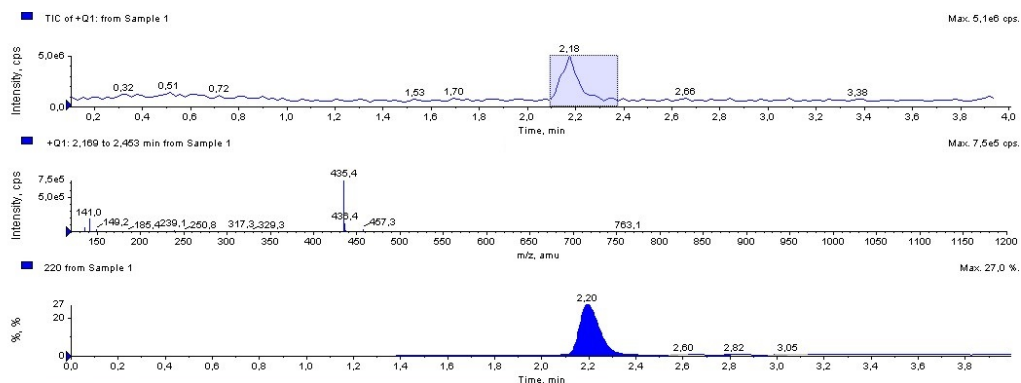 TIC of +Q1: from Sample 1
Max. 5,1e6 cps.
Intensity, cps
5,0e6
0,0
0,32
0,51
0,72
1,53
1,70
2,18
2,66
3,38
0,2 0,4 0,6 0,8 1,0 1,2 1,4 1,6 1,8 2,0 2,2 2,4 2,6 2,8 3,0 3,2 3,4 3,6 3,8 4,0
Time, min
+Q1: 2,169 to 2,453 min from Sample 1
Max. 7,5e5 cps.
Intensity, cps
7,5e5
5,0e5
435,4
141,0
149,2
185,4
239,1
250,8
317,3
329,3
436,4
457,3
763,1
150 200 250 300 350 400 450 500 550 600 650 700 750 800 850 900 950 1000 1050 1100 1150 1200
m/z, amu
220 from Sample 1
Max. 27,0 %.
%, %
27
20
0
2,20
2,60
2,82
3,05
0,0 0,2 0,4 0,6 0,8 1,0 1,2 1,4 1,6 1,8 2,0 2,2 2,4 2,6 2,8 3,0 3,2 3,4 3,6 3,8
Time, min